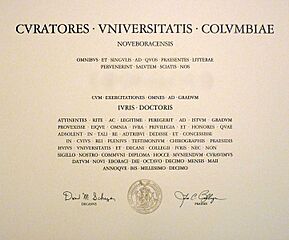 CVRATORES · VNIVERSITATIS · COLVMBIAE
NOVEBORACENSIS
OMNIBVS · ET · SINGVLIS · AD · QVOS · PRAESENTES · LITTERAE
PERVENERINT · SALVTEM · SCIATIS · NOS
CVM · EXERCITATIONES · OMNES · AD · GRADVM
IVRIS · DOCTORIS
ATTINENTES · RITE · AC · LEGITIME · PEREGERIT · AD · ISTVM · GRADVM
PROVEXISSE · EIQVE · OMNIA · IVRA · PRIVILEGIA · ET · HONORES · QVAE
ADSOLENT · IN · TALI · RE · ADTRIBVI · DEDISSE · ET · CONCESSISSE
IN · CVIVS · REI · PLENIVS · TESTIMONIVM · CHIROGRAPHIS · PRAESIDIS
HVIVS · VNIVERSITATIS · ET · DECANI · COLLEGII · IVRIS · NEC · NON
SIGILLO · NOSTRO · COMMVNI · DIPLOMA · HOCCE · MVNIENDVM · CVRAVIMVS
DATVM · NOVI · EBORACI · DIE · OCTAVO · DECIMO · MENSIS · MAII
ANNOQVE · BIS · MILLESIMO · DECIMO
DECANVS
PRAESES